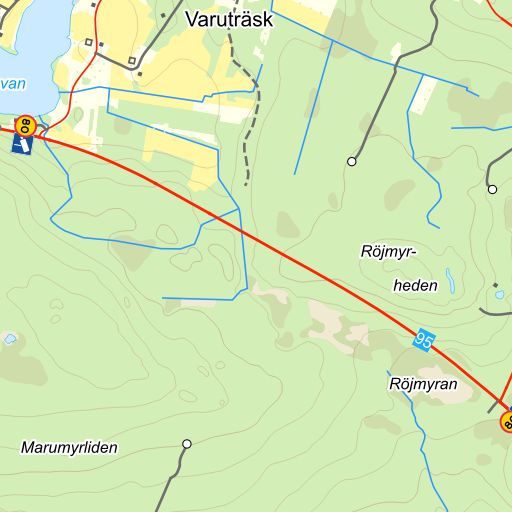 Varuträsk
van
80
Röjmyr-
heden
95
Röjmyran
80
Marumyrliden